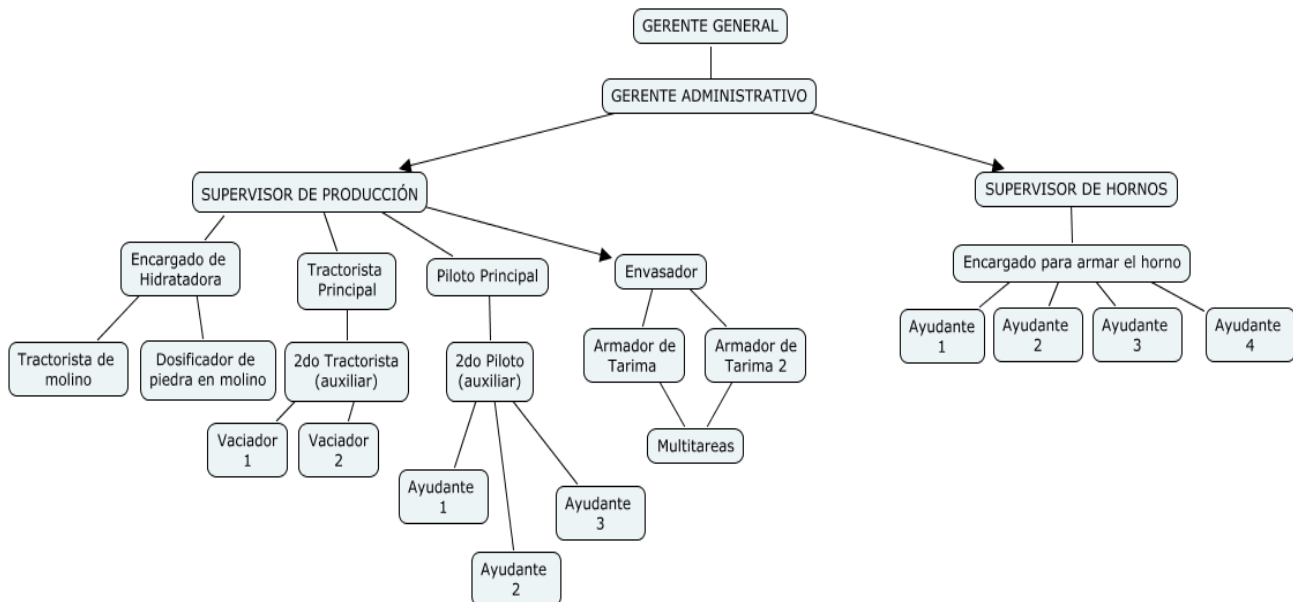 GERENTE GENERAL
GERENTE ADMINISTRATIVO
SUPERVISOR DE PRODUCCIÓN
SUPERVISOR DE HORNOS
Encargado de
Hidratadora
Tractorista
Principal
Piloto Principal
Envasador
Encargado para armar el horno
Tractorista de
molino
Dosificador de
piedra en molino
2do Tractorista
(auxiliar)
2do Piloto
(auxiliar)
Armador de
Tarima
Armador de
Tarima 2
Ayudante
1
Ayudante
2
Ayudante
3
Ayudante
4
Vaciador
1
Vaciador
2
Multitareas
Ayudante
1
Ayudante
3
Ayudante
2